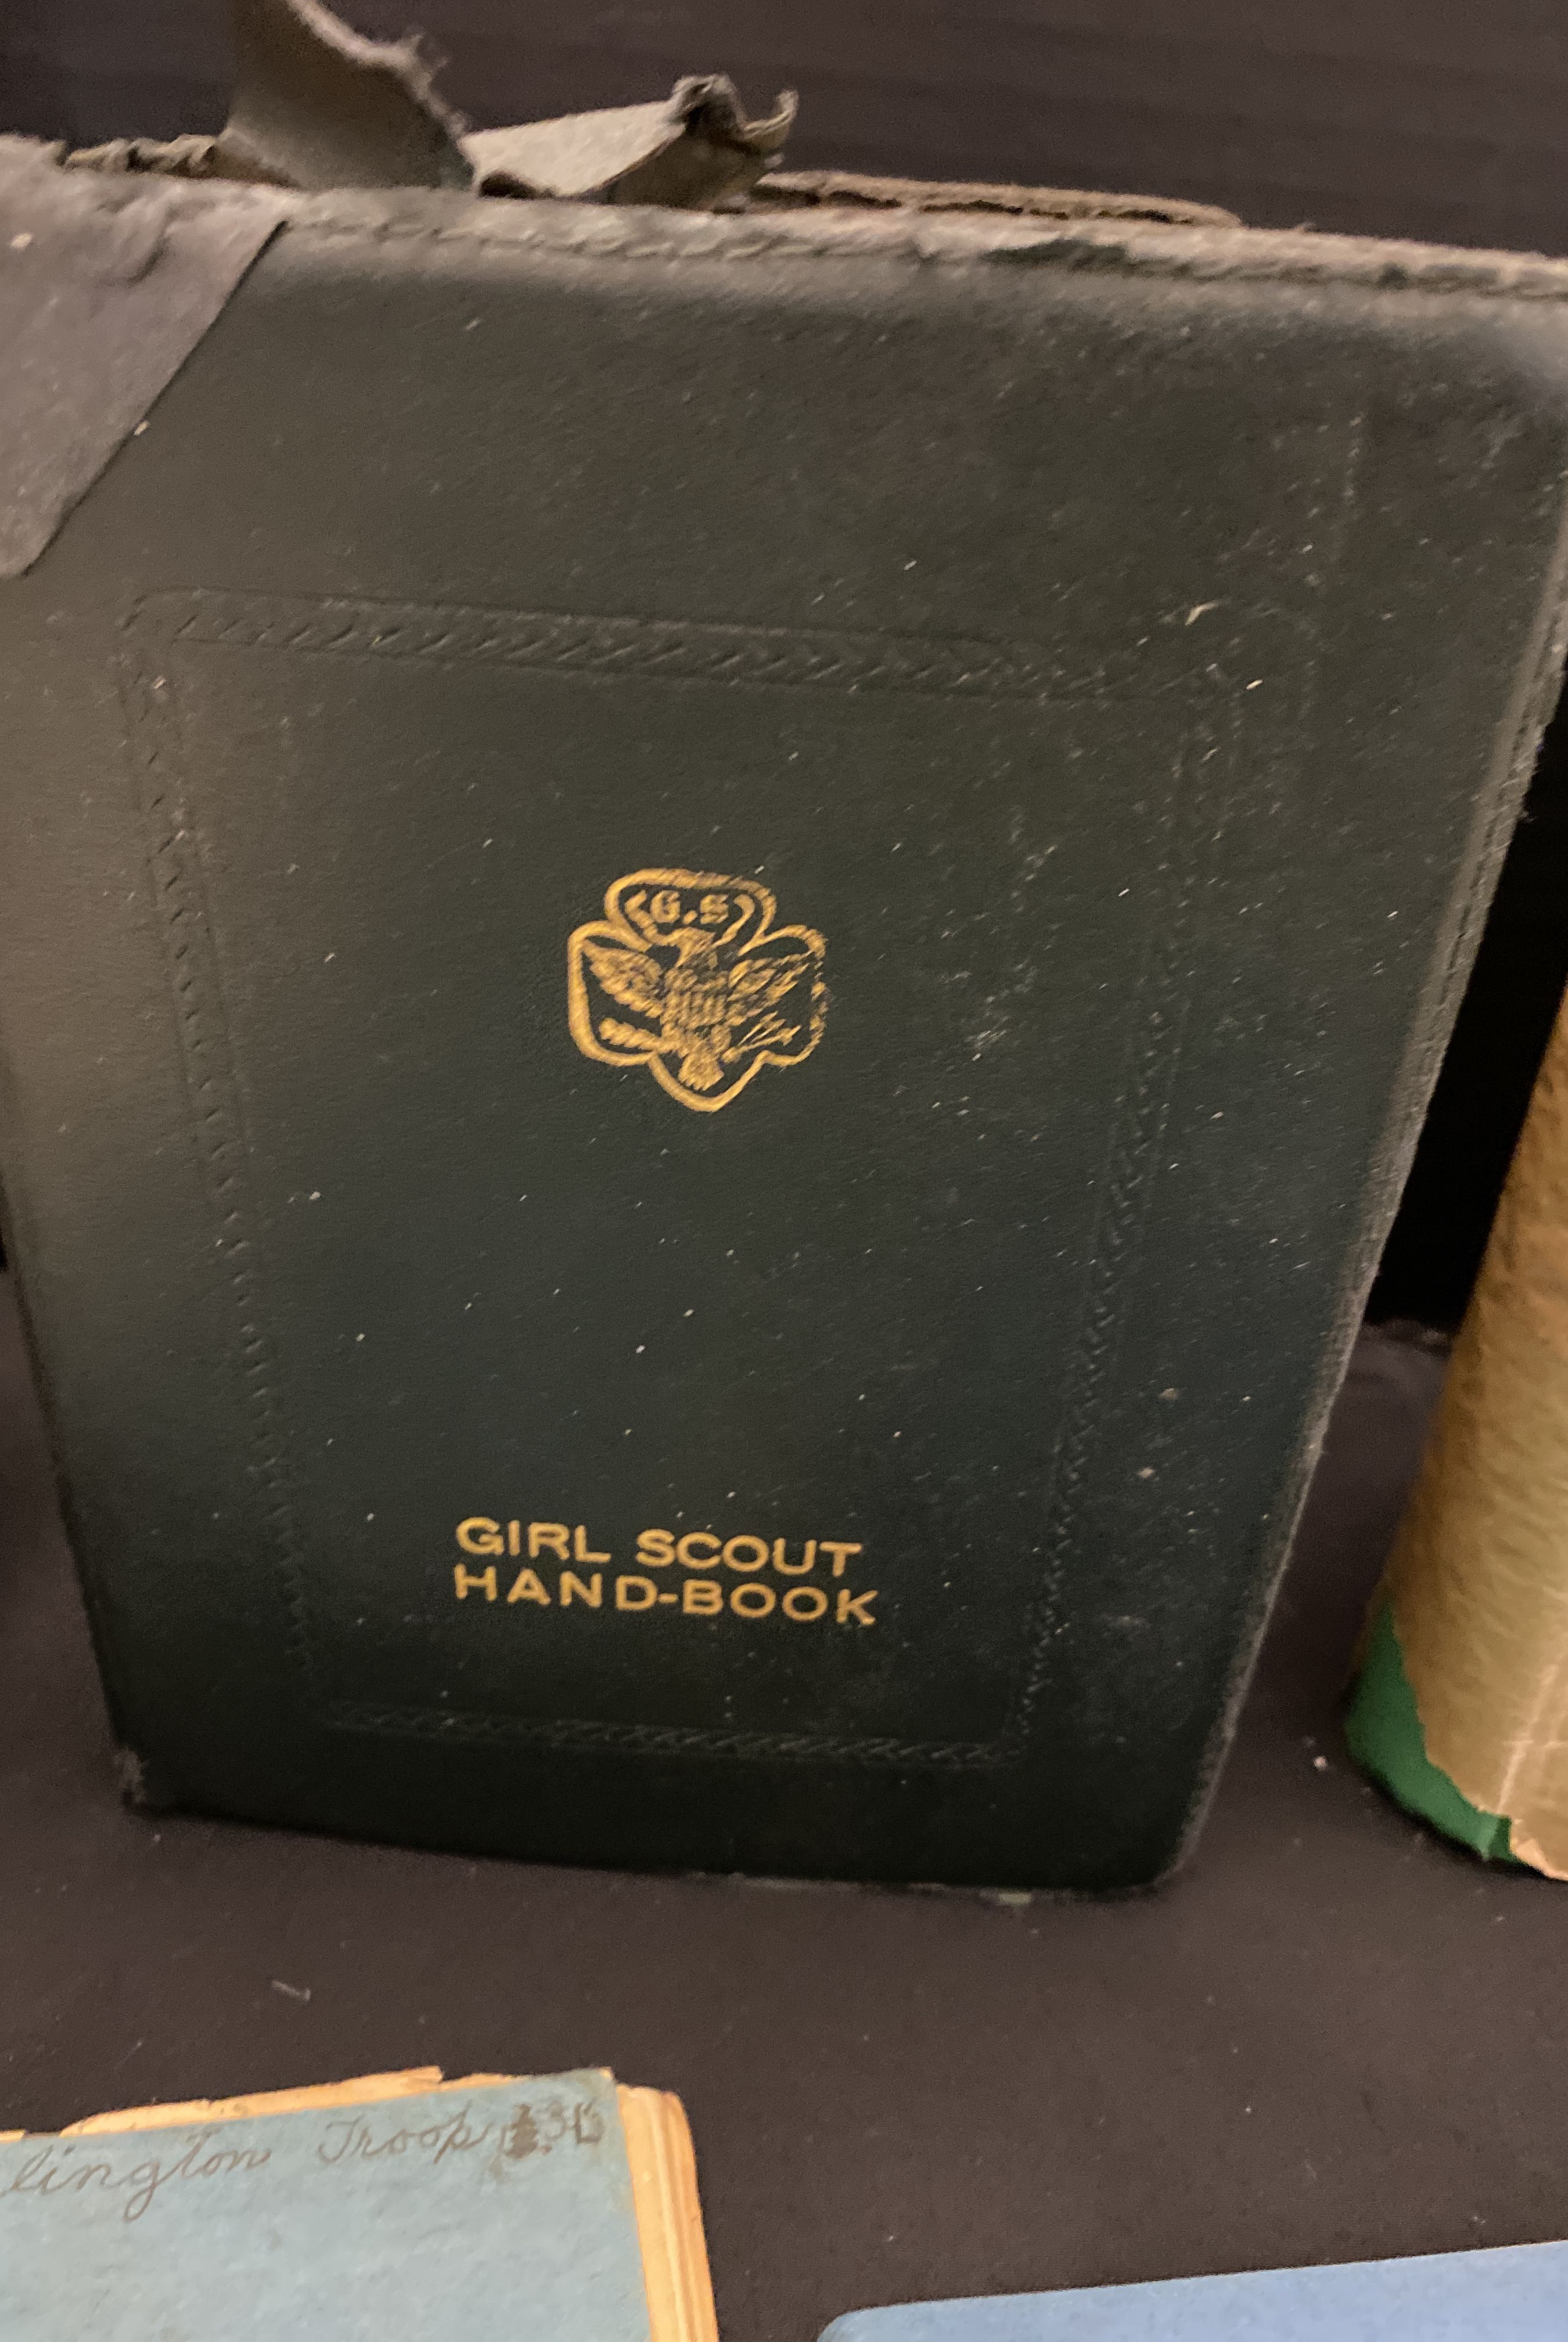 G.S
GIRL SCOUT
HAND-BOOK
lington Troop